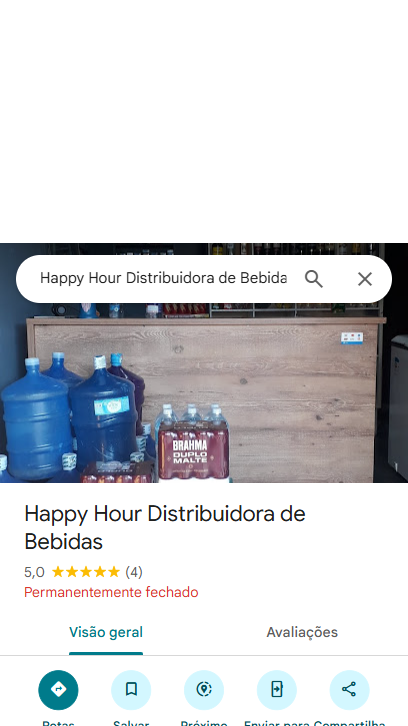 Happy Hour Distribuidora de Bebida
BRAHMA
DUPLO
MALTE
Happy Hour Distribuidora de
Bebidas
5,0 (4)
Permanentemente fechado
Visão geral Avaliações
Rotas Salvar Próximo Enviar para Compartilha